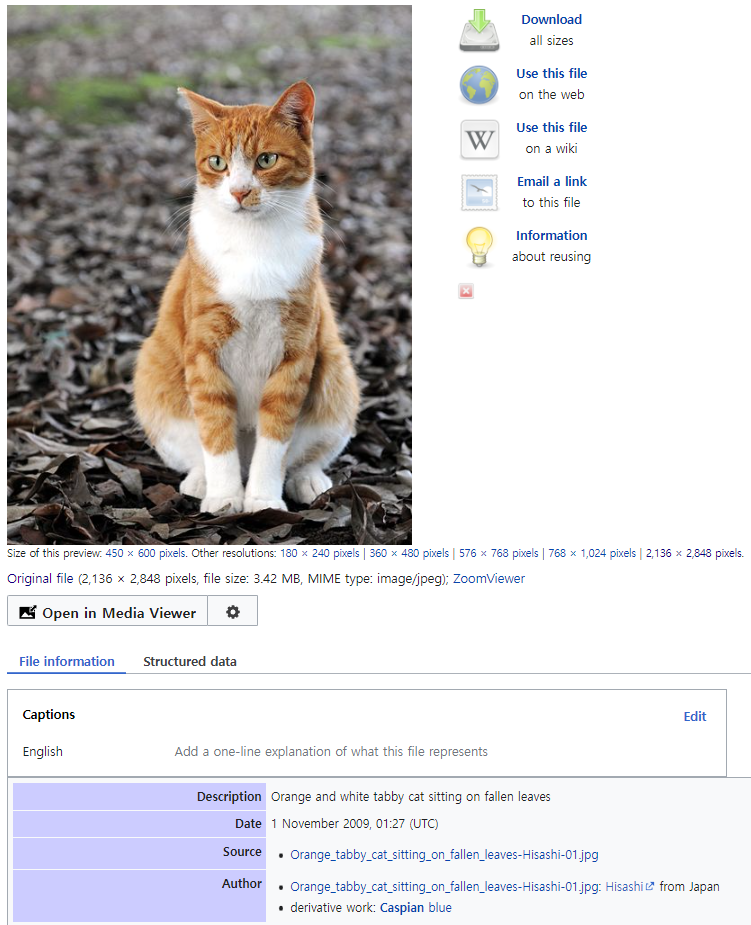 Download
all sizes
Use this file
on the web
W
Use this file
on a wiki
Email a link
to this file
Information
about reusing
Size of this preview: 450 × 600 pixels. Other resolutions: 180 × 240 pixels | 360 × 480 pixels | 576 × 768 pixels | 768 × 1,024 pixels | 2,136 × 2,848 pixels.
Original file (2,136 × 2,848 pixels, file size: 3.42 MB, MIME type: image/jpeg); ZoomViewer
Open in Media Viewer
File information Structured data
Captions Edit
English Add a one-line explanation of what this file represents
Description Orange and white tabby cat sitting on fallen leaves
Date 1 November 2009, 01:27 (UTC)
Source • Orange_tabby_cat_sitting_on_fallen_leaves-Hisashi-01.jpg
Author • Orange_tabby_cat_sitting_on_fallen_leaves-Hisashi-01.jpg: Hisashi from Japan
• derivative work: Caspian blue